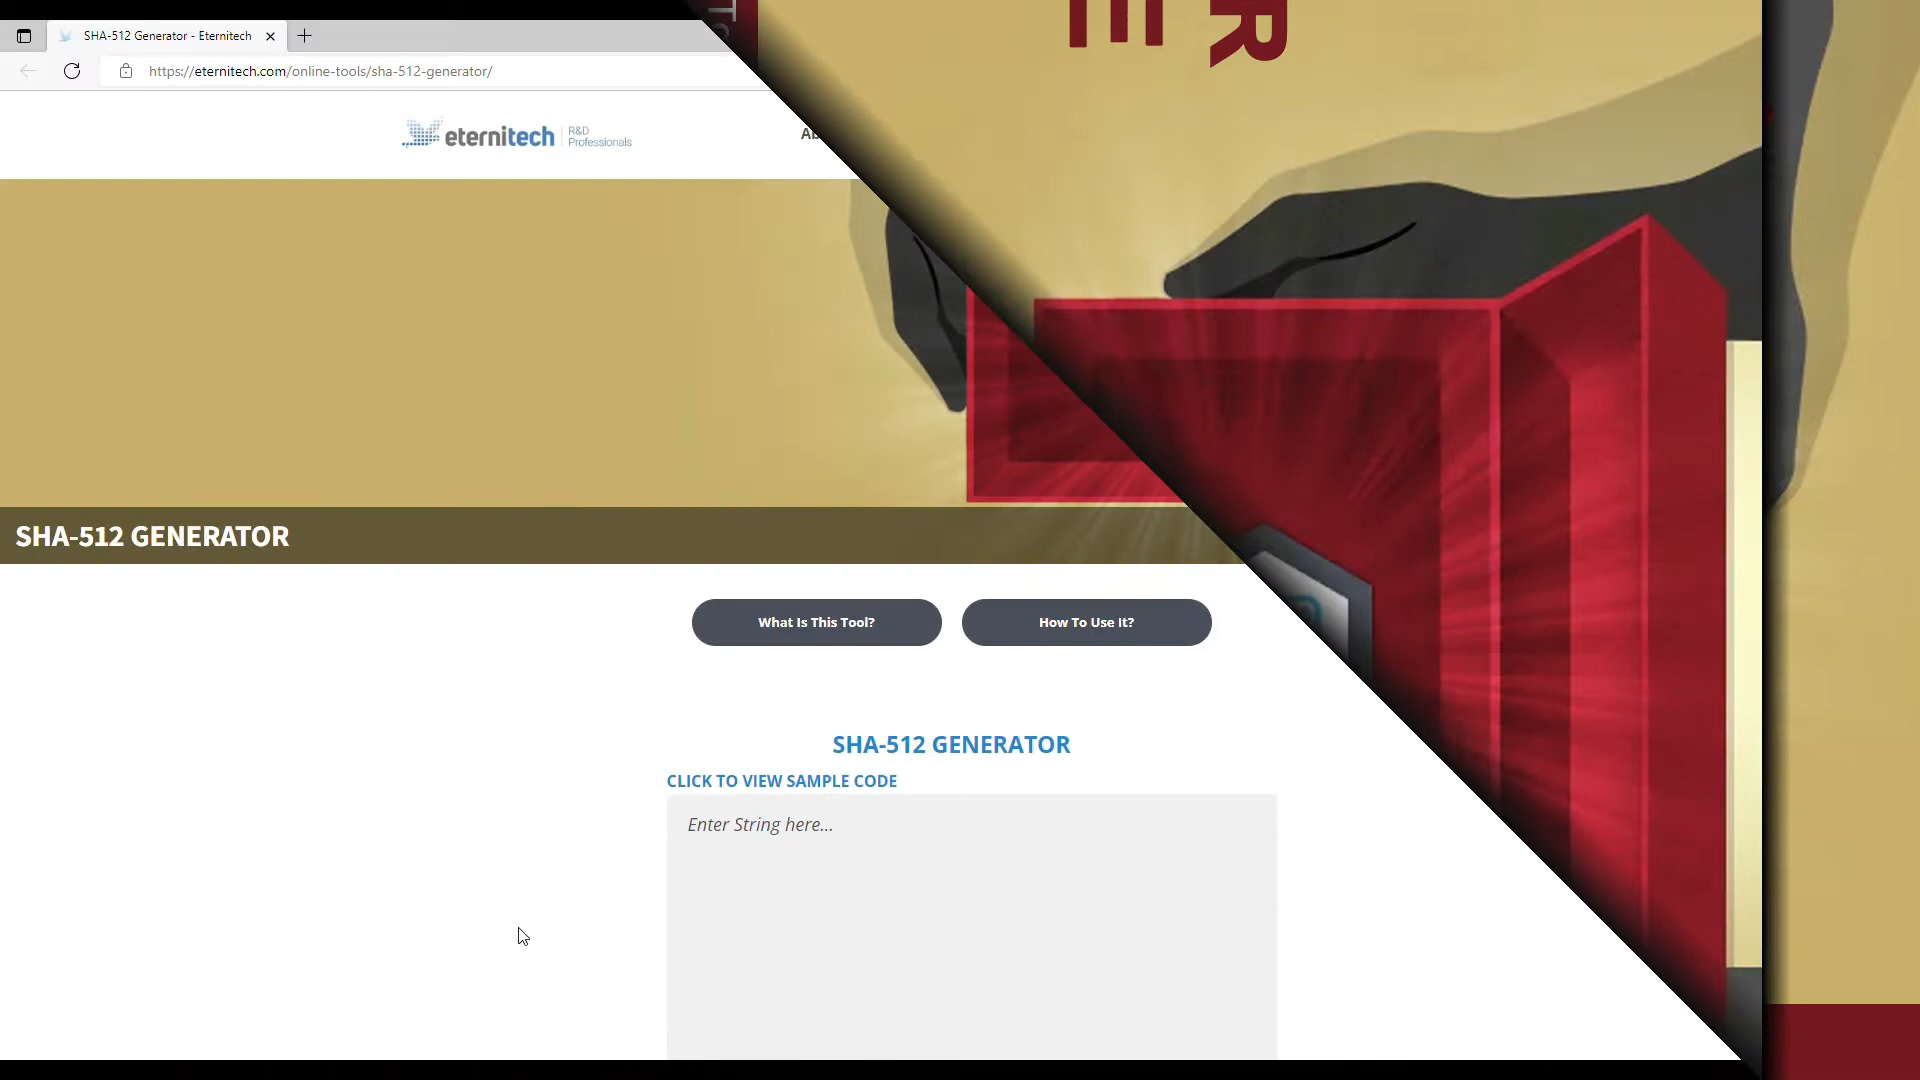 SHA-512 Generator - Eternitech
https://eternitech.com/online-tools/sha-512-generator/
eternitech
R&D
Professionals
SHA-512 GENERATOR
What Is This Tool?
How To Use It?
SHA-512 GENERATOR
CLICK TO VIEW SAMPLE CODE
Enter String here...